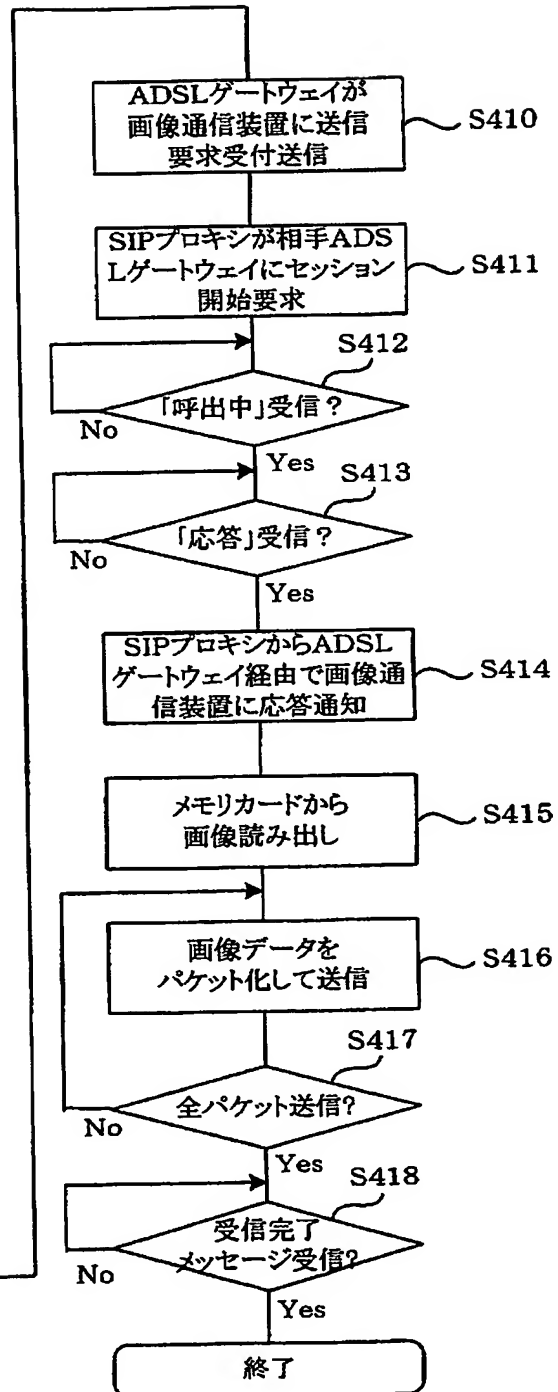 ADSLゲートウェイが
画像通信装置に送信
要求受付送信
S410
SIPプロキシが相手ADS
Lゲートウェイにセッション
開始要求
S411
S412
「呼出中」受信?
No
Yes
S413
「応答」受信?
No
Yes
SIPプロキシからADSL
ゲートウェイ経由で画像通
信装置に応答通知
S414
メモリカードから
画像読み出し
S415
画像データを
パケット化して送信
S416
S417
全パケット送信?
No
Yes
S418
受信完了
メッセージ受信?
No
Yes
終了